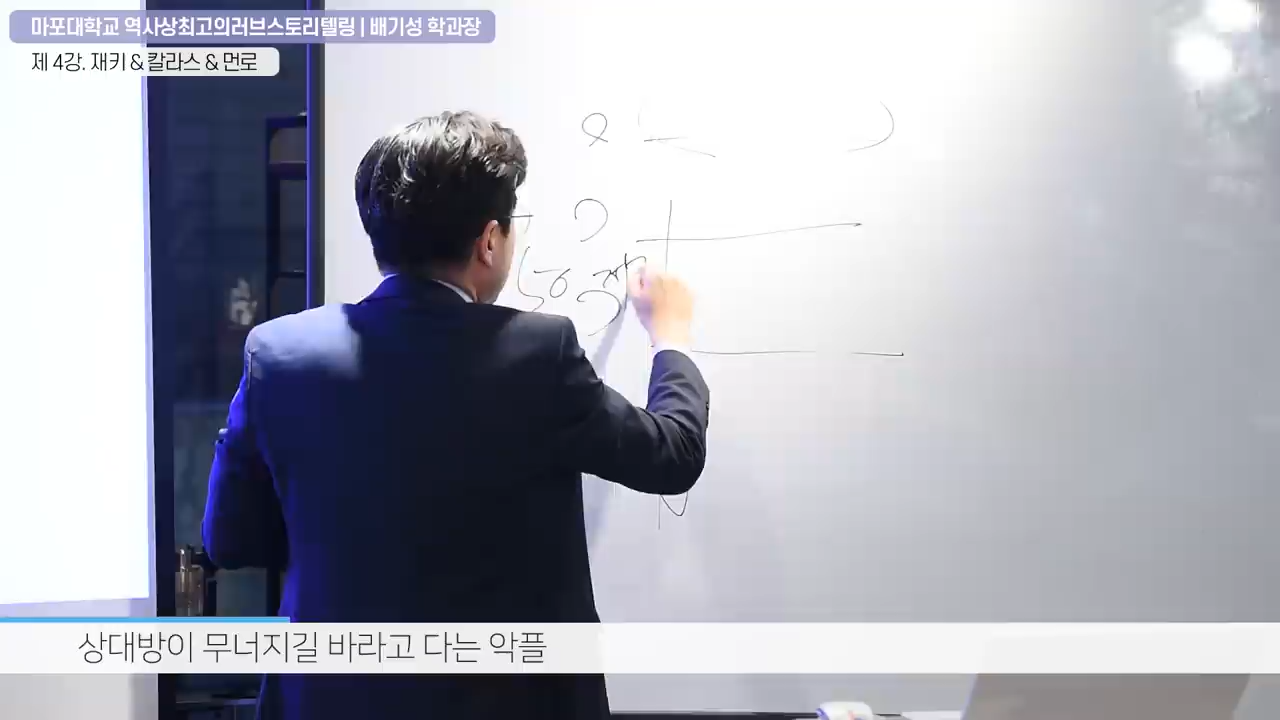 마포대학교 역사상최고의러브스토리텔링 | 배기성 학과장
제 4강. 재키 & 칼라스 & 먼로
상대방이 무너지길 바라고 다는 악플